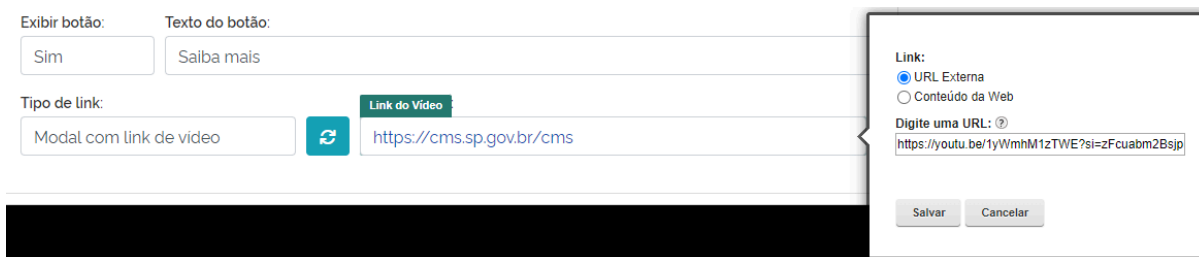 Exibir botão:
Texto do botão:
Sim
Saiba mais
Tipo de link:
Link do Vídeo
:
Modal com link de vídeo
https://cms.sp.gov.br/cms
Link:
URL Externa
Conteúdo da Web
Digite uma URL: ?
https://youtu.be/1yWmhM1zTWE?si=zFcuabm2Bsjp
Salvar
Cancelar